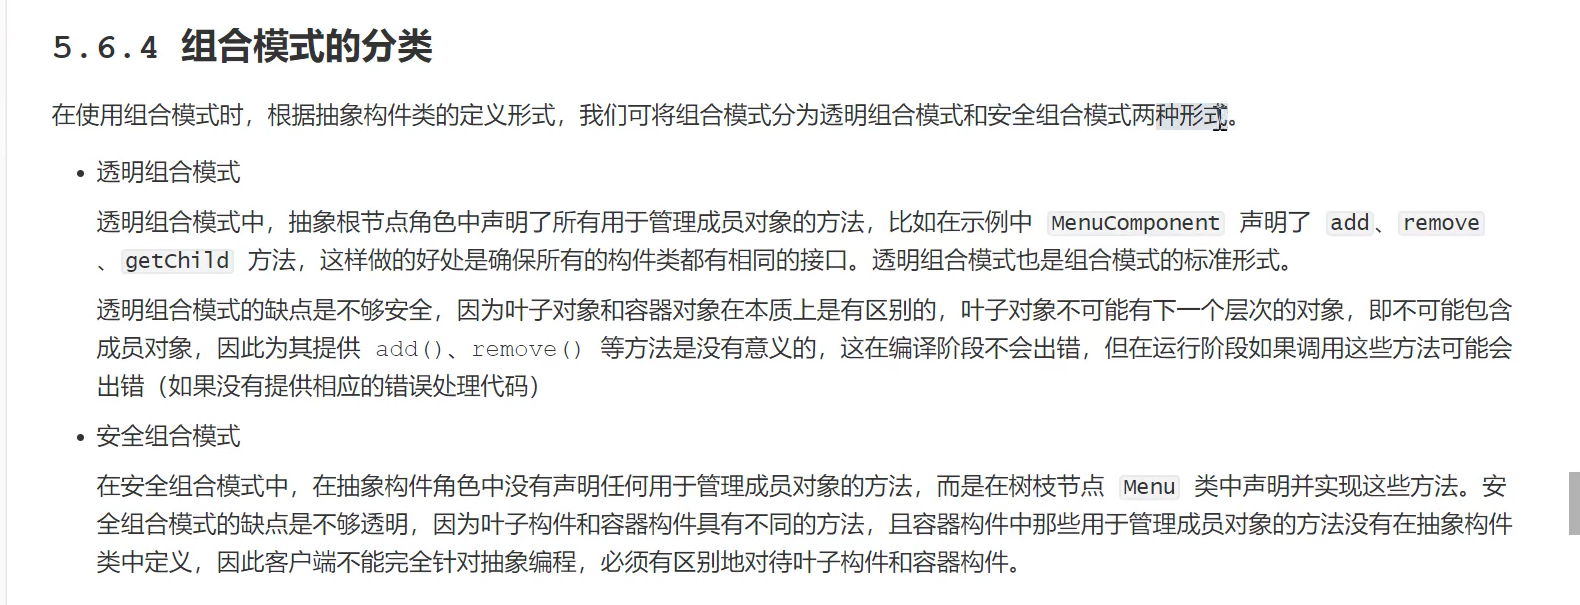 5.6.4 组合模式的分类
在使用组合模式时，根据抽象构件类的定义形式，我们可将组合模式分为透明组合模式和安全组合模式两种形式。
• 透明组合模式
透明组合模式中，抽象根节点角色中声明了所有用于管理成员对象的方法，比如在示例中 MenuComponent 声明了 add、remove
、getChild 方法，这样做的好处是确保所有的构件类都有相同的接口。透明组合模式也是组合模式的标准形式。
透明组合模式的缺点是不够安全，因为叶子对象和容器对象在本质上是有区别的，叶子对象不可能有下一个层次的对象，即不可能包含
成员对象，因此为其提供 add()、remove() 等方法是没有意义的，这在编译阶段不会出错，但在运行阶段如果调用这些方法可能会
出错（如果没有提供相应的错误处理代码）
• 安全组合模式
在安全组合模式中，在抽象构件角色中没有声明任何用于管理成员对象的方法，而是在树枝节点 Menu 类中声明并实现这些方法。安
全组合模式的缺点是不够透明，因为叶子构件和容器构件具有不同的方法，且容器构件中那些用于管理成员对象的方法没有在抽象构件
类中定义，因此客户端不能完全针对抽象编程，必须有区别地对待叶子构件和容器构件。